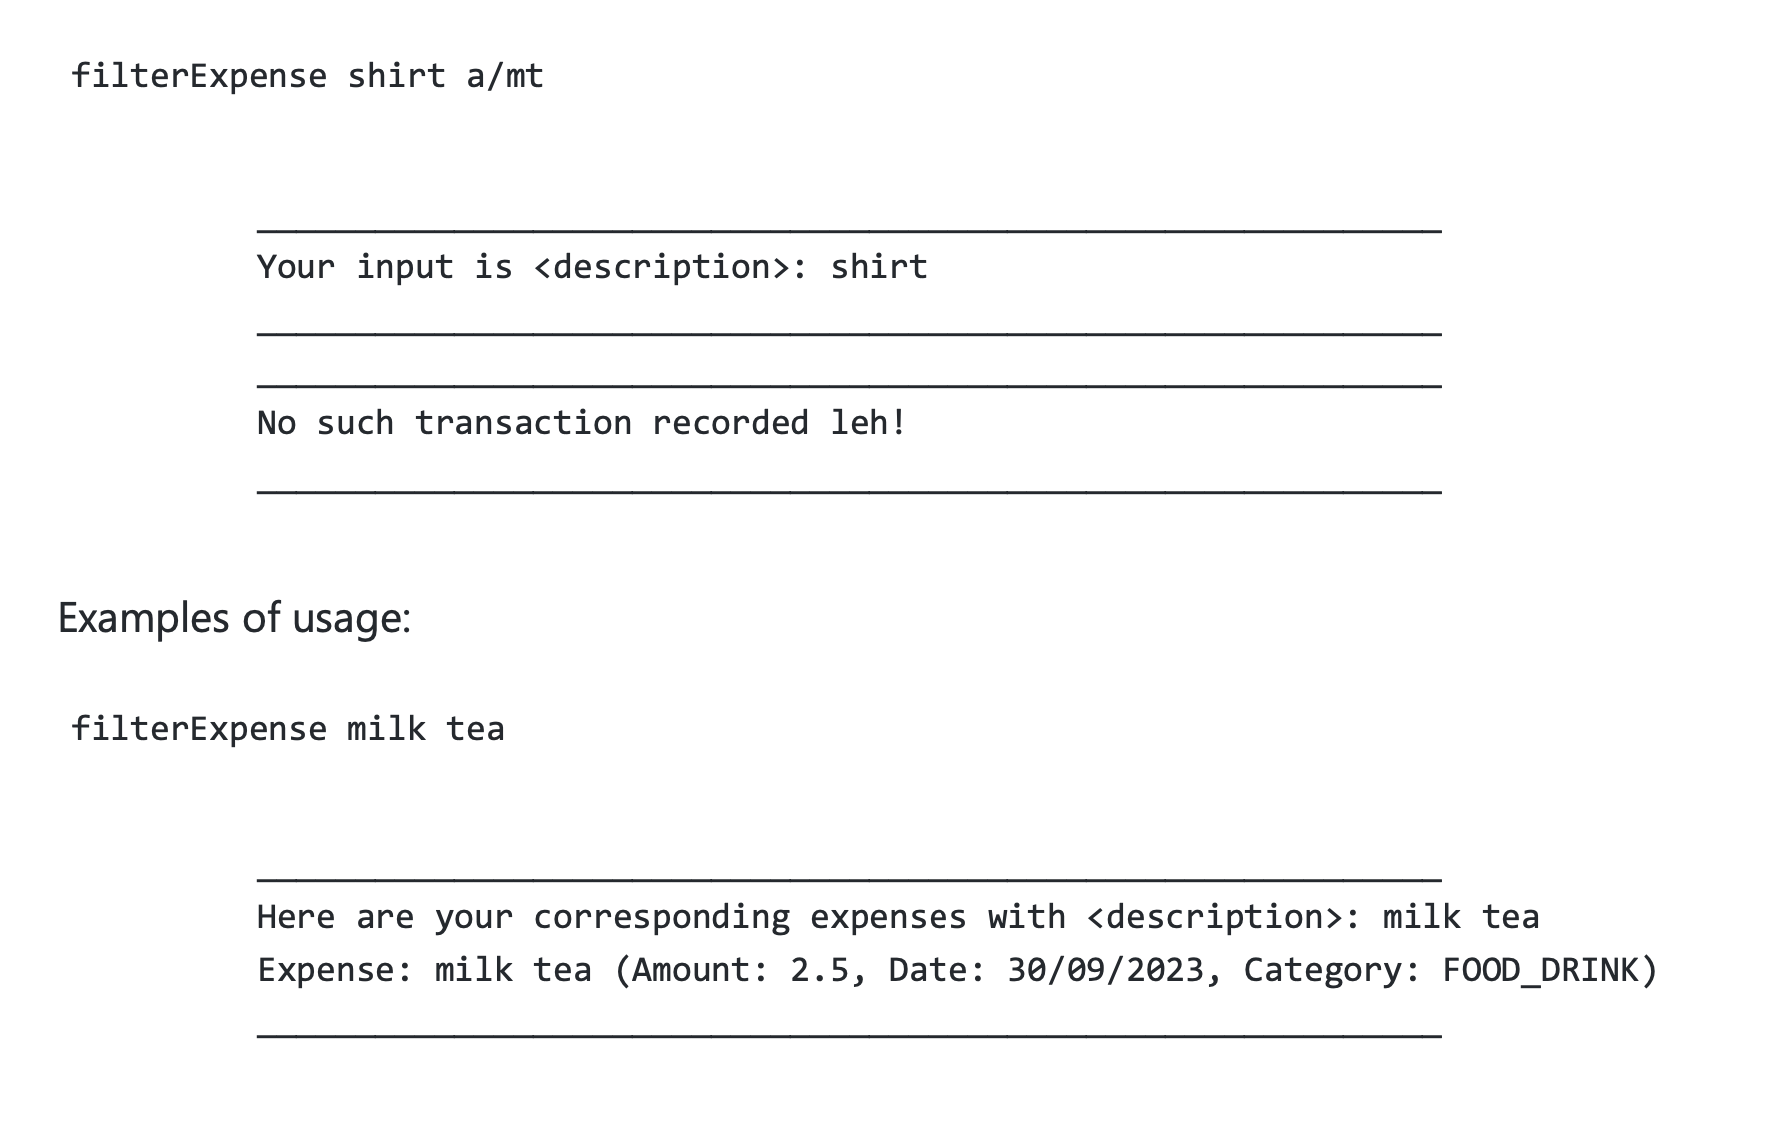 filterExpense shirt a/mt
____________________________________________________________
Your input is <description>: shirt
____________________________________________________________
____________________________________________________________
No such transaction recorded leh!
____________________________________________________________
Examples of usage:
filterExpense milk tea
____________________________________________________________
Here are your corresponding expenses with <description>: milk tea
Expense: milk tea (Amount: 2.5, Date: 30/09/2023, Category: FOOD_DRINK)
____________________________________________________________